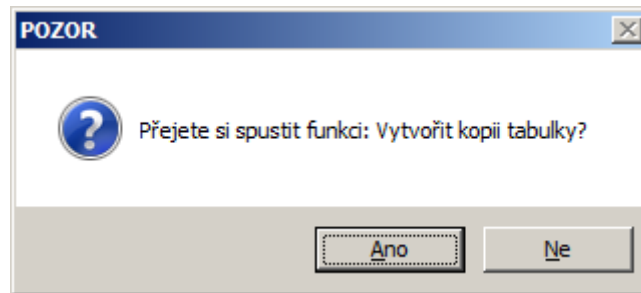 POZOR
Přejete si spustit funkci: Vytvořit kopii tabulky?
Ano
Ne